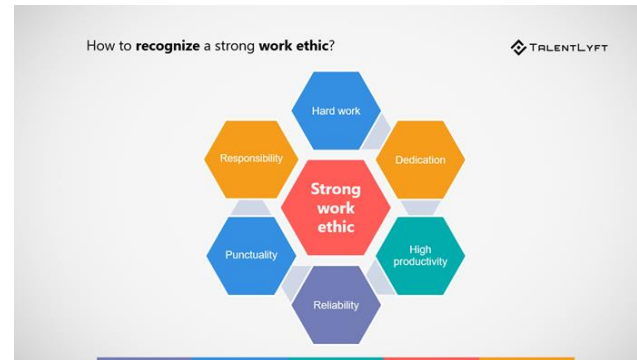 How to recognize a strong work ethic?
TALENTLYFT
Hard work
Responsibility
Dedication
Strong
work
ethic
Punctuality
High
productivity
Reliability